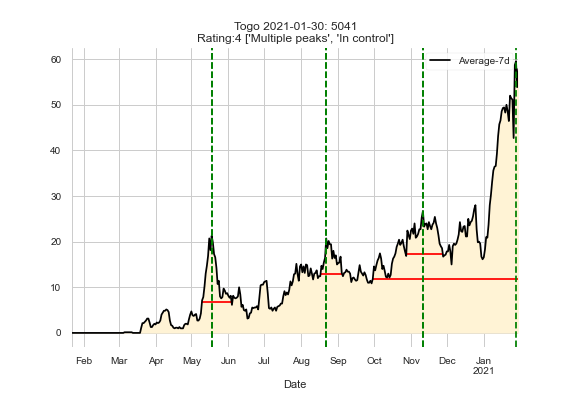 Togo 2021-01-30: 5041
Rating:4 ['Multiple peaks', 'In control']
Average-7d
60
50
40
30
20
10
0
Feb Mar Apr May Jun Jul Aug Sep Oct Nov Dec Jan
2021
Date